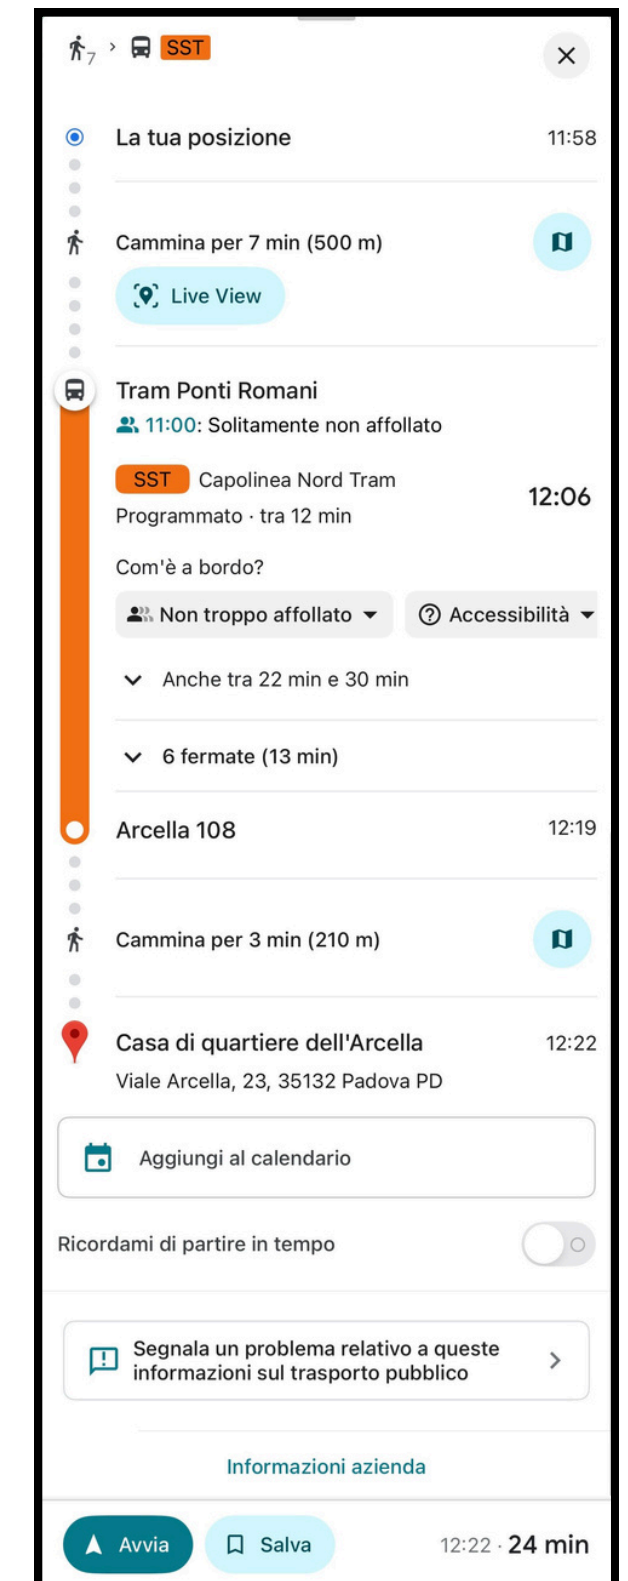 7 SST
La tua posizione 11:58
Cammina per 7 min (500 m)
Live View
Tram Ponti Romani
11:00: Solitamente non affollato
SST Capolinea Nord Tram 12:06
Programmato · tra 12 min
Com'è a bordo?
Non troppo affollato Accessibilità
Anche tra 22 min e 30 min
6 fermate (13 min)
Arcella 108 12:19
Cammina per 3 min (210 m)
Casa di quartiere dell'Arcella 12:22
Viale Arcella, 23, 35132 Padova PD
Aggiungi al calendario
Ricordami di partire in tempo
Segnala un problema relativo a queste
informazioni sul trasporto pubblico
Informazioni azienda
Avvia Salva 12:22 · 24 min